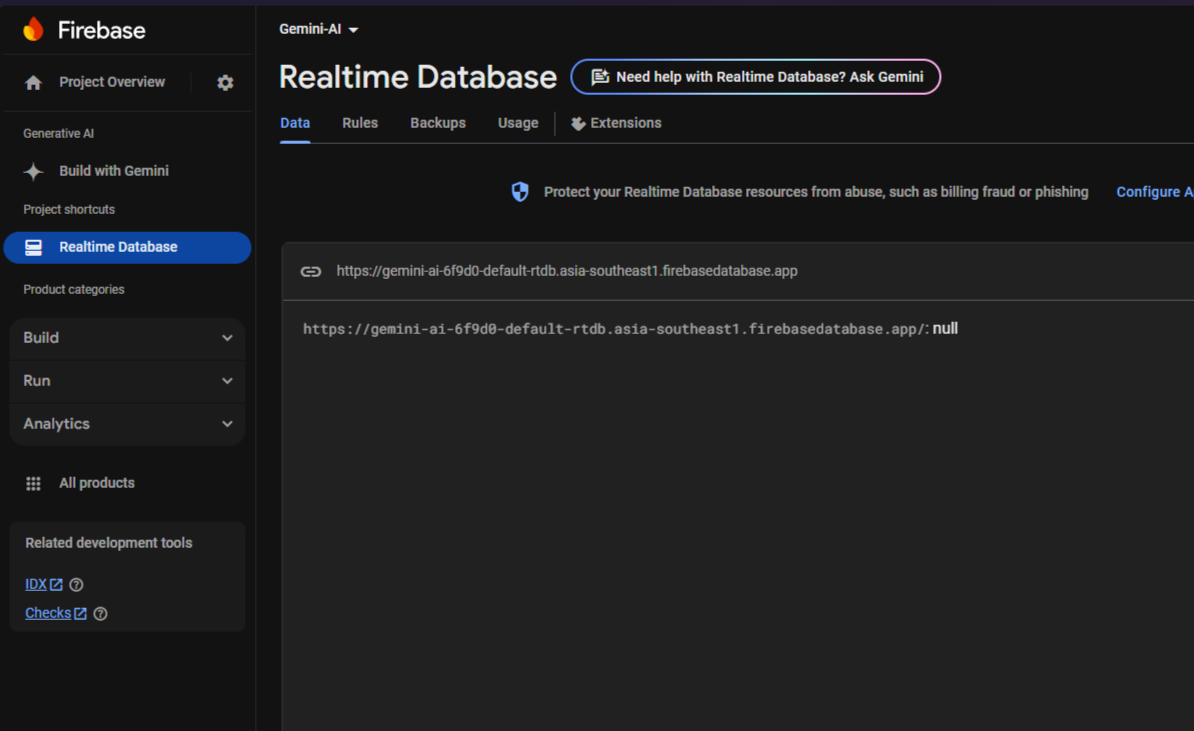 Firebase
Gemini-AI
Project Overview
Realtime Database
Need help with Realtime Database? Ask Gemini
Data
Rules
Backups
Usage
Extensions
Generative AI
Build with Gemini
Project shortcuts
Realtime Database
Product categories
Build
Run
Analytics
All products
Related development tools
IDX
Checks
Protect your Realtime Database resources from abuse, such as billing fraud or phishing
Configure A
https://gemini-ai-6f9d0-default-rtdb.asia-southeast1.firebasedatabase.app
https://gemini-ai-6f9d0-default-rtdb.asia-southeast1.firebasedatabase.app/: null